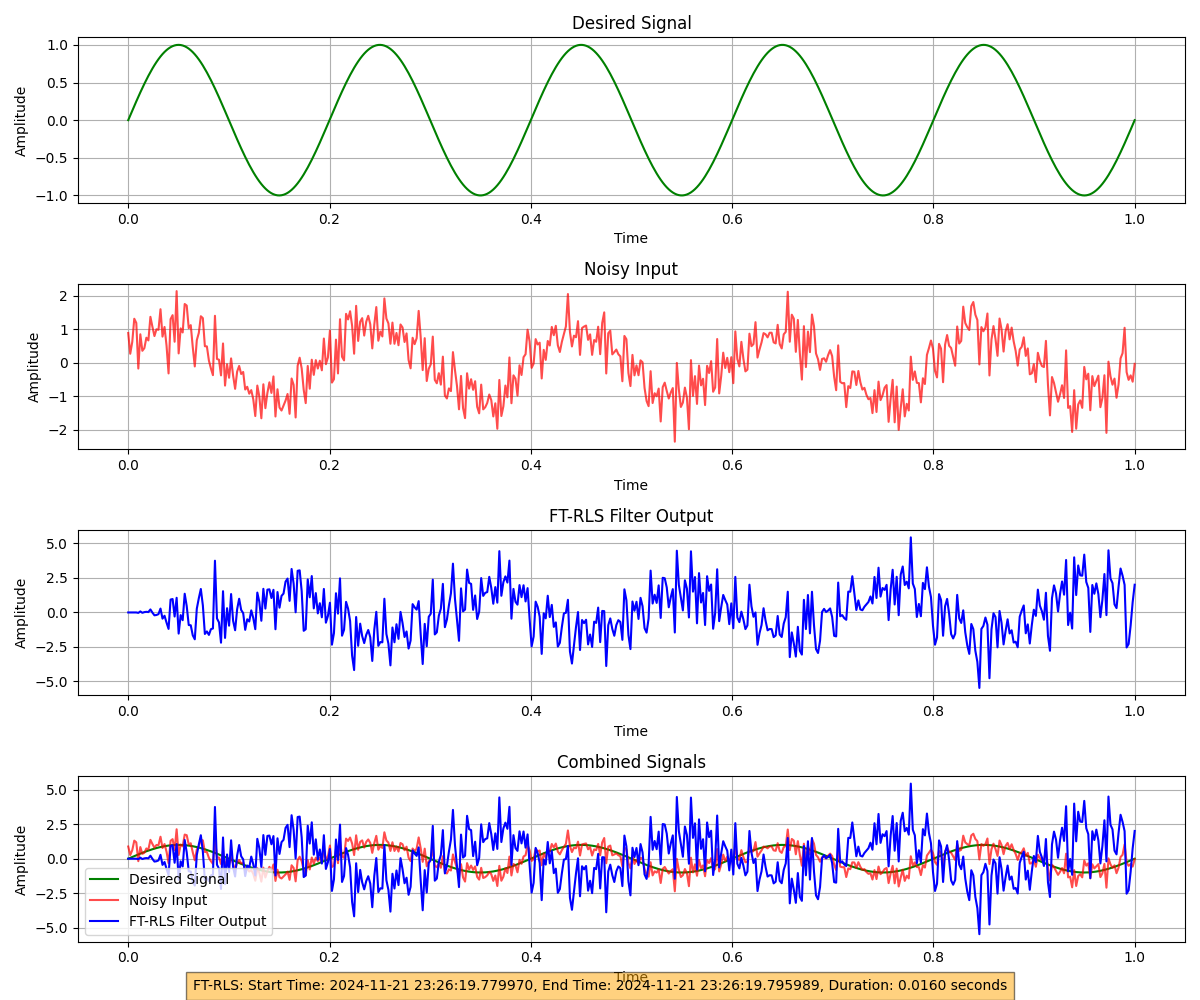 Desired Signal
1.0
0.5
0.0
−0.5
−1.0
Amplitude
0.0 0.2 0.4 0.6 0.8 1.0
Time
Noisy Input
2
1
0
−1
−2
Amplitude
0.0 0.2 0.4 0.6 0.8 1.0
Time
FT-RLS Filter Output
5.0
2.5
0.0
−2.5
−5.0
Amplitude
0.0 0.2 0.4 0.6 0.8 1.0
Time
Combined Signals
5.0
2.5
0.0
−2.5
−5.0
Amplitude
Desired Signal
Noisy Input
FT-RLS Filter Output
0.0 0.2 0.4 0.6 0.8 1.0
Time
FT-RLS: Start Time: 2024-11-21 23:26:19.779970, End Time: 2024-11-21 23:26:19.795989, Duration: 0.0160 seconds